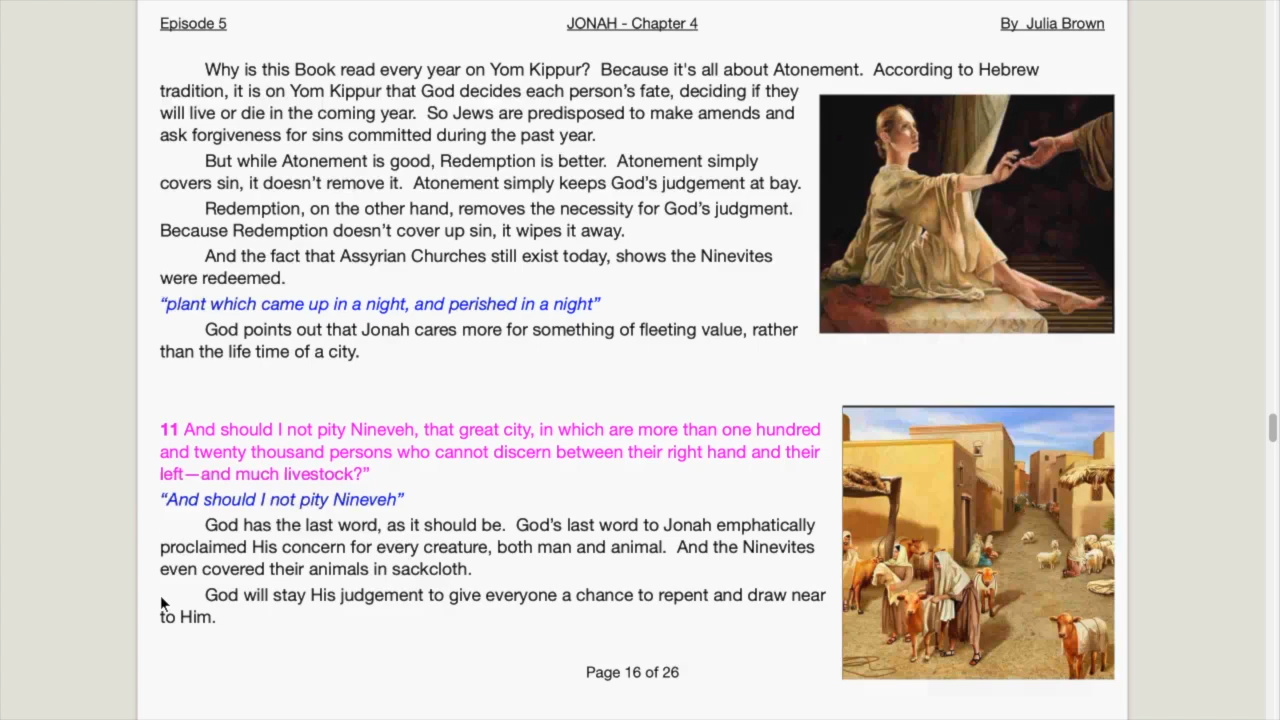 Episode 5
JONAH - Chapter 4
By Julia Brown
Why is this Book read every year on Yom Kippur? Because it's all about Atonement. According to Hebrew
tradition, it is on Yom Kippur that God decides each person’s fate, deciding if they
will live or die in the coming year. So Jews are predisposed to make amends and
ask forgiveness for sins committed during the past year.
But while Atonement is good, Redemption is better. Atonement simply
covers sin, it doesn’t remove it. Atonement simply keeps God’s judgement at bay.
Redemption, on the other hand, removes the necessity for God’s judgment.
Because Redemption doesn’t cover up sin, it wipes it away.
And the fact that Assyrian Churches still exist today, shows the Ninevites
were redeemed.
“plant which came up in a night, and perished in a night”
God points out that Jonah cares more for something of fleeting value, rather
than the life time of a city.
11 And should I not pity Nineveh, that great city, in which are more than one hundred
and twenty thousand persons who cannot discern between their right hand and their
left—and much livestock?”
“And should I not pity Nineveh”
God has the last word, as it should be. God’s last word to Jonah emphatically
proclaimed His concern for every creature, both man and animal. And the Ninevites
even covered their animals in sackcloth.
God will stay His judgement to give everyone a chance to repent and draw near
to Him.
Page 16 of 26